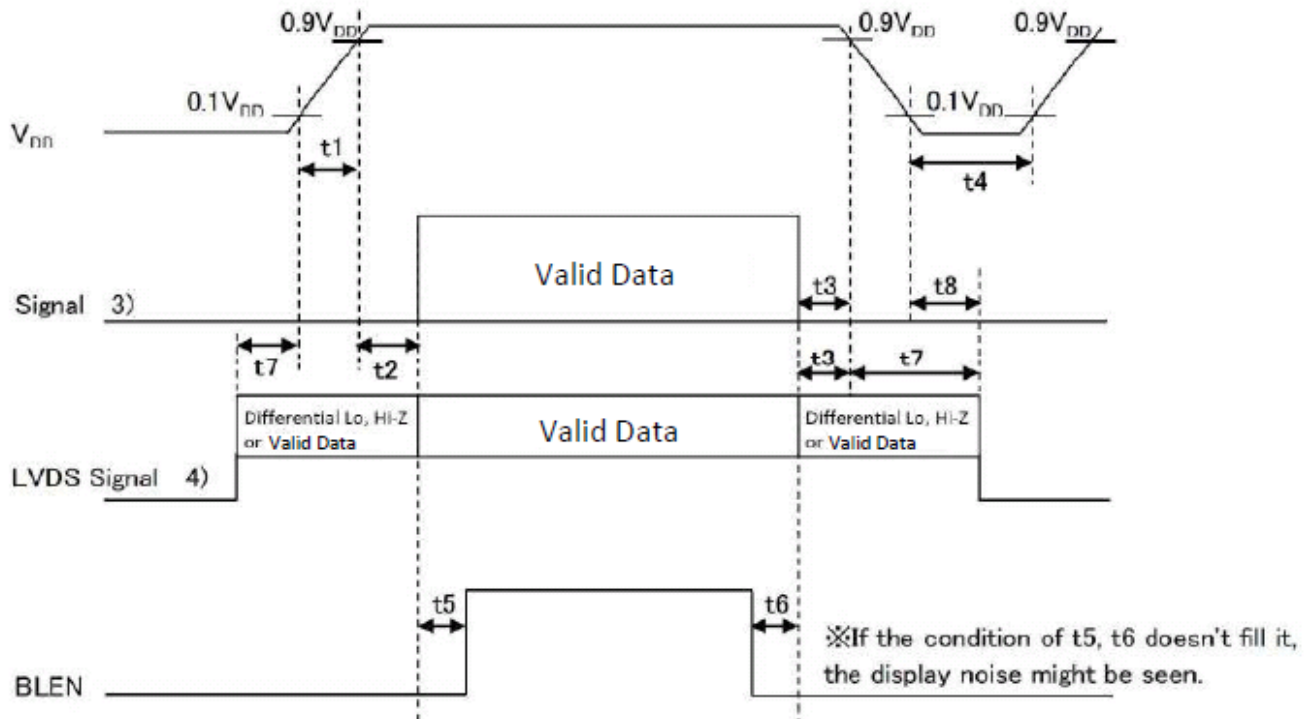 0.9VDD
0.9VDD
0.9VDD
0.1VDD
0.1VDD
VDD
t1
t4
Valid Data
t3
t8
Signal 3)
t7
t2
t3
t7
Differential Lo, Hi-Z
or Valid Data
Valid Data
Differential Lo, Hi-Z
or Valid Data
LVDS Signal 4)
t5
t6
※If the condition of t5, t6 doesn't fill it,
the display noise might be seen.
BLEN